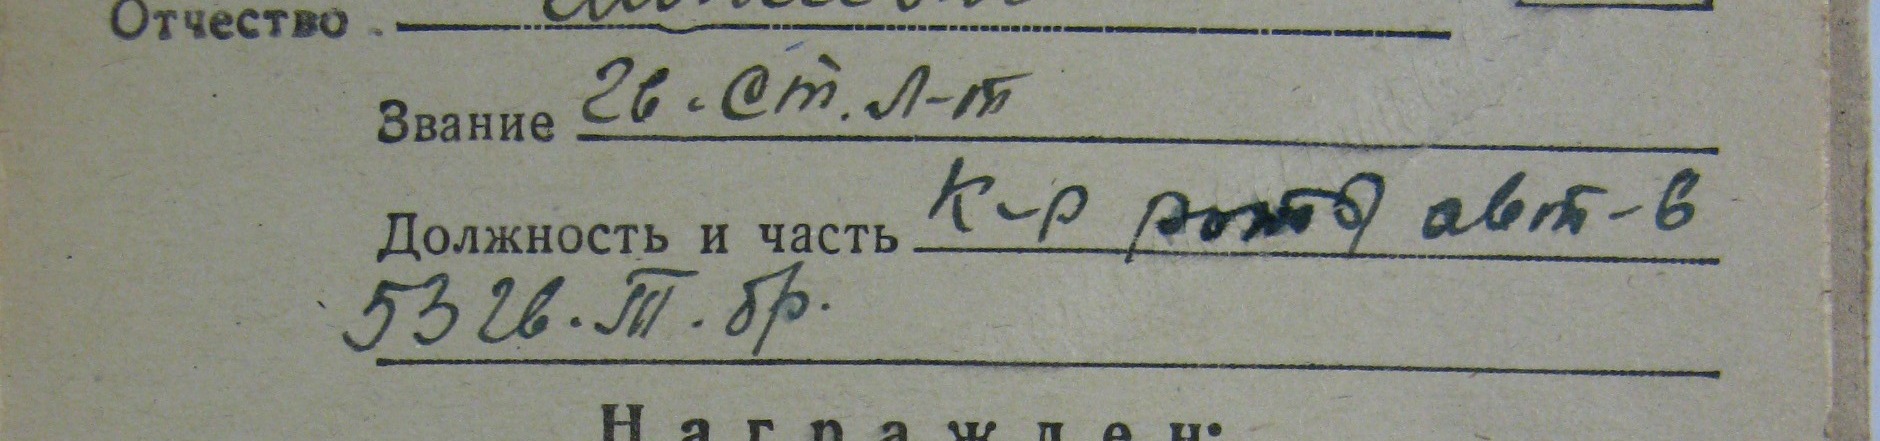 Отчество
Звание гв. ст. л-т
Должность и часть к-р роты авт-в
53 гв. т. бр.
Награжден: